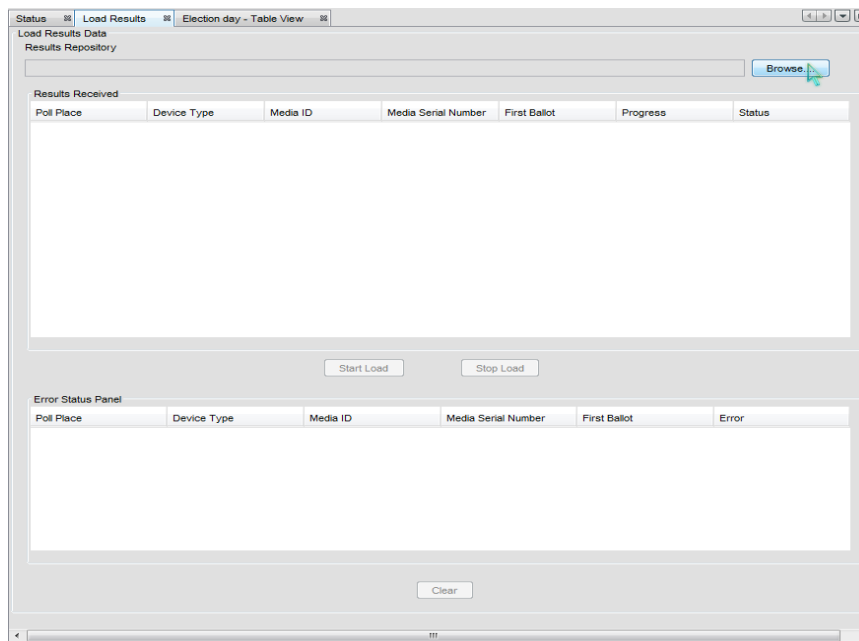 Status Load Results Election day - Table View
Load Results Data
Results Repository
Browse...
Results Received
Poll Place Device Type Media ID Media Serial Number First Ballot Progress Status
Start Load Stop Load
Error Status Panel
Poll Place Device Type Media ID Media Serial Number First Ballot Error
Clear